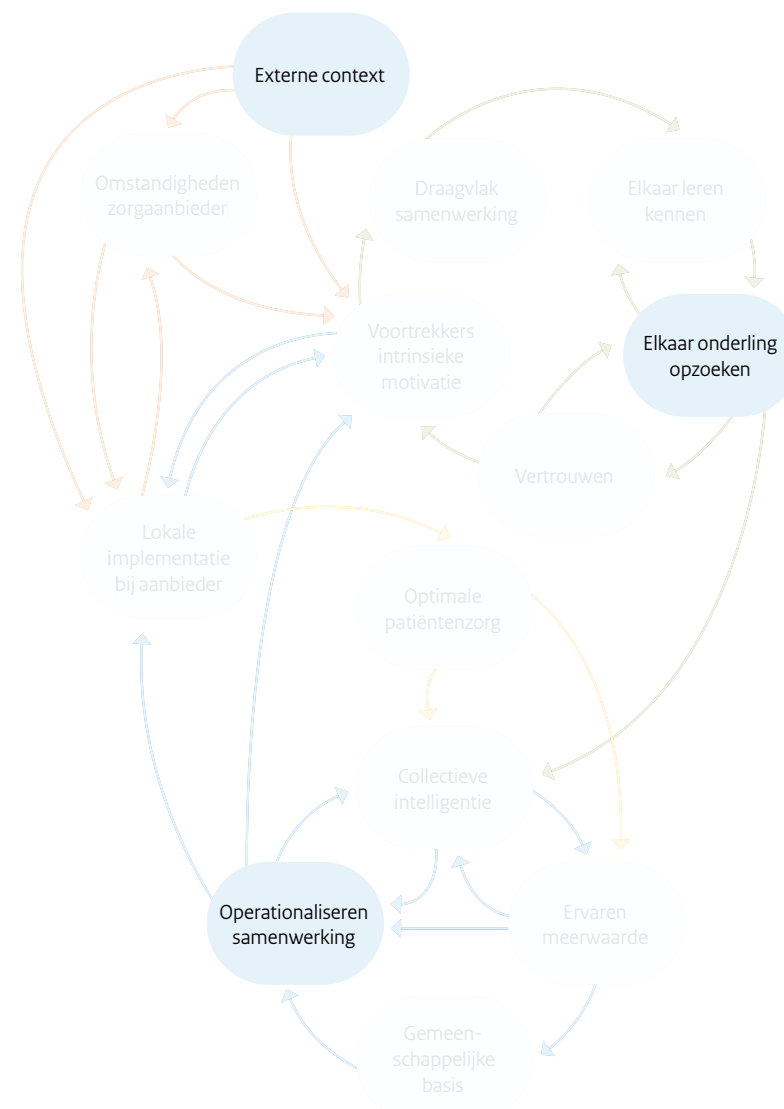 Externe context
Omstandigheden
zorgaanbieder
Draagvlak
samenwerking
Elkaar leren
kennen
Voortrekkers
intrinsieke
motivatie
Elkaar onderling
opzoeken
Vertrouwen
Lokale
implementatie
bij aanbieder
Optimale
patiëntenzorg
Collectieve
intelligentie
Operationaliseren
samenwerking
Ervaren
meerwaarde
Gemeen-
schappelijke
basis